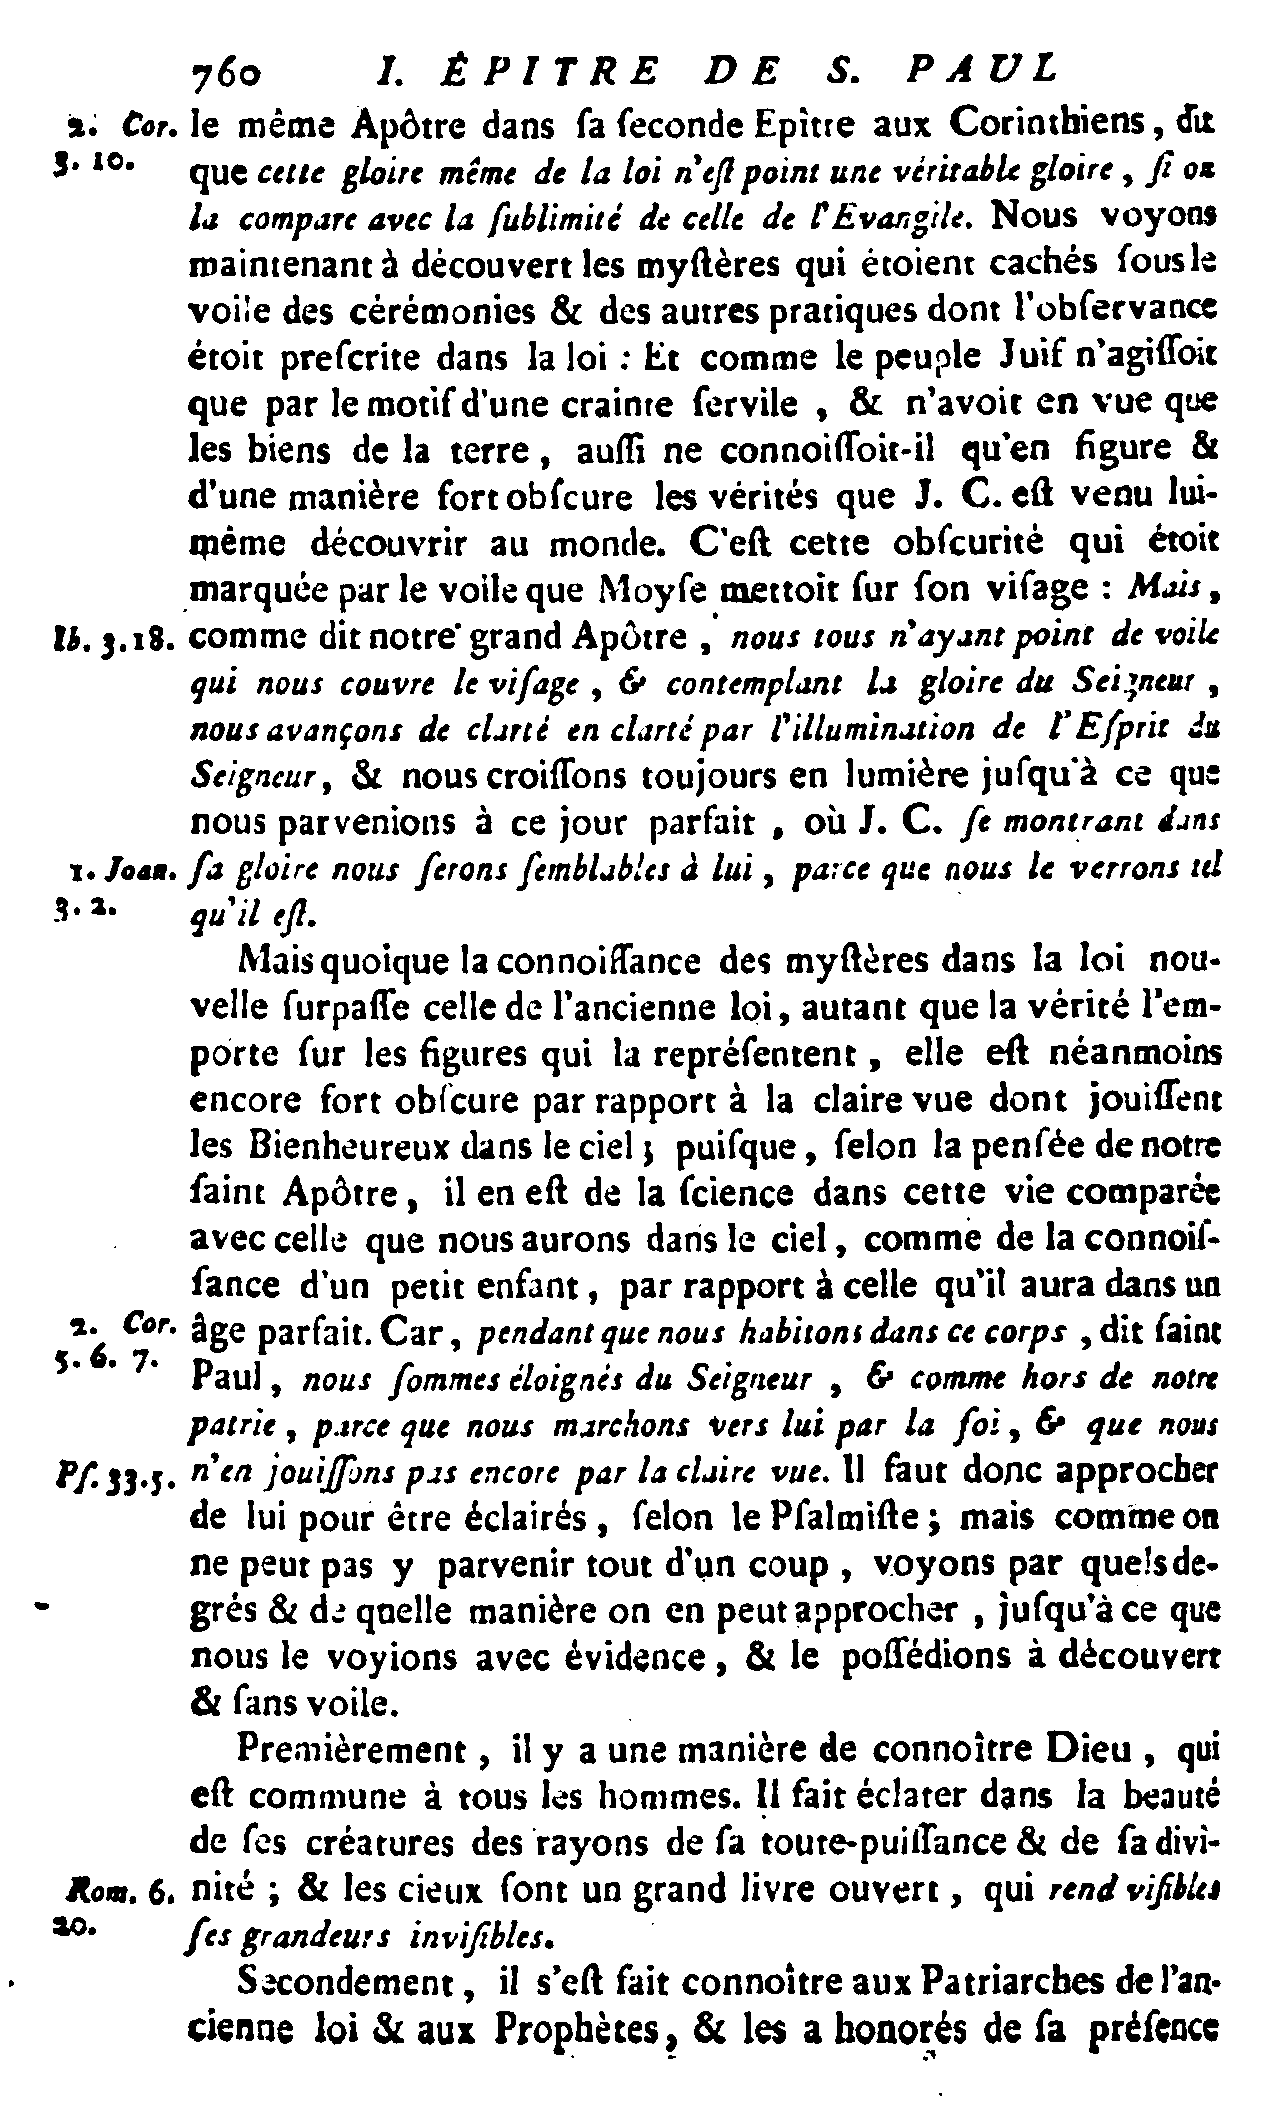 760 I. ÉPITRE DE S. PAUL
2. Cor. le même Apôtre dans ſa ſeconde Epître aux Corinthiens, dit
3. 10. que cette gloire même de la loi n'eſt point une véritable gloire, ſi on
la compare avec la ſublimité de celle de l'Evangile. Nous voyons
maintenant à découvert les myſtères qui étoient cachés ſous le
voile des cérémonies & des autres pratiques dont l'obſervance
étoit preſcrite dans la loi : Et comme le peuple Juif n'agiſſoit
que par le motif d'une crainte ſervile, & n'avoit en vue que
les biens de la terre, auſſi ne connoiſſoit-il qu'en figure &
d'une manière fort obſcure les vérités que J. C. eſt venu lui-
même découvrir au monde. C'eſt cette obſcurité qui étoit
marquée par le voile que Moyſe mettoit ſur ſon viſage : Mais,
Ib. 3.18. comme dit notre grand Apôtre, nous tous n'ayant point de voile
qui nous couvre le viſage, & contemplant la gloire du Seigneur,
nous avançons de clarté en clarté par l'illumination de l'Eſprit du
Seigneur, & nous croiſſons toujours en lumière juſqu'à ce que
nous parvenions à ce jour parfait, où J. C. ſe montrant dans
1. Joan. ſa gloire nous ſerons ſemblables à lui, parce que nous le verrons tel
3. 2. qu'il eſt.
Mais quoique la connoiſſance des myſtères dans la loi nou-
velle ſurpaſſe celle de l'ancienne loi, autant que la vérité l'em-
porte ſur les figures qui la repréſentent, elle eſt néanmoins
encore fort obſcure par rapport à la claire vue dont jouiſſent
les Bienheureux dans le ciel; puiſque, ſelon la penſée de notre
ſaint Apôtre, il en eſt de la ſcience dans cette vie comparée
avec celle que nous aurons dans le ciel, comme de la connoiſ-
ſance d'un petit enfant, par rapport à celle qu'il aura dans un
2. Cor. âge parfait. Car, pendant que nous habitons dans ce corps, dit ſaint
5. 6. 7. Paul, nous ſommes éloignés du Seigneur, & comme hors de notre
patrie, parce que nous marchons vers lui par la foi, & que nous
Pſ. 33.5. n'en jouiſſons pas encore par la claire vue. Il faut donc approcher
de lui pour être éclairés, ſelon le Pſalmiſte; mais comme on
ne peut pas y parvenir tout d'un coup, voyons par quels de-
grés & de quelle manière on en peut approcher, juſqu'à ce que
nous le voyions avec évidence, & le poſſédions à découvert
& ſans voile.
Premièrement, il y a une manière de connoître Dieu, qui
eſt commune à tous les hommes. Il fait éclater dans la beauté
de ſes créatures des rayons de ſa toute-puiſſance & de ſa divi-
Rom. 6. nité; & les cieux ſont un grand livre ouvert, qui rend viſibles
20. ſes grandeurs inviſibles.
Secondement, il s'eſt fait connoître aux Patriarches de l'an-
cienne loi & aux Prophètes, & les a honorés de ſa préſence